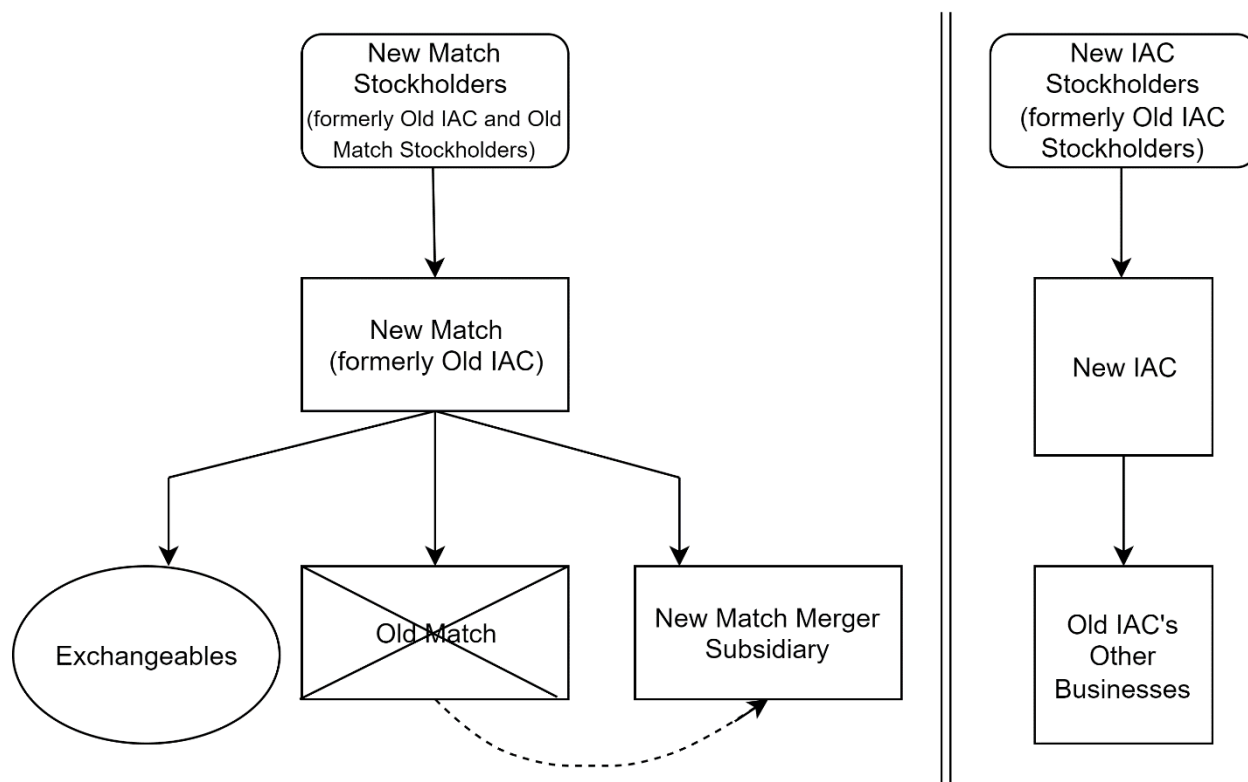 New Match
Stockholders
(formerly Old IAC and Old
Match Stockholders)
New IAC
Stockholders
(formerly Old IAC
Stockholders)
New Match
(formerly Old IAC)
New IAC
Exchangeables
Old Match
New Match Merger
Subsidiary
Old IAC's
Other
Businesses